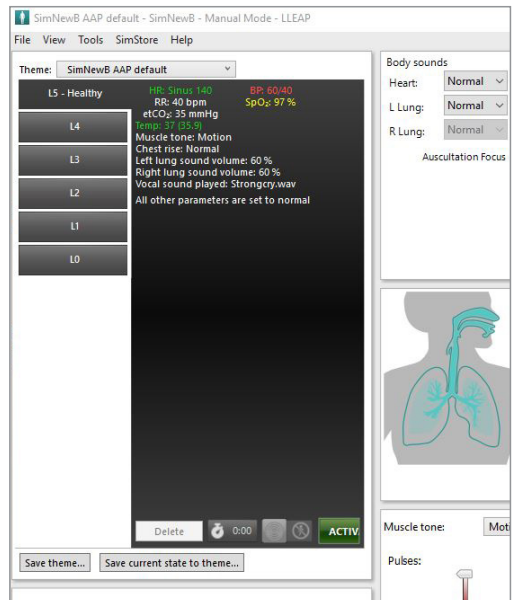 SimNewB AAP default - SimNewB - Manual Mode - LLEAP
File View Tools SimStore Help
Theme: SimNewB AAP default
L5 - Healthy
L4
L3
L2
L1
L0
HR: Sinus 140 BP: 60/40
RR: 40 bpm SpO₂: 97 %
etCO₂: 35 mmHg
Temp: 37 (35.9)
Muscle tone: Motion
Chest rise: Normal
Left lung sound volume: 60 %
Right lung sound volume: 60 %
Vocal sound played: Strongcry.wav
All other parameters are set to normal
Delete 0:00 ACTIV
Save theme... Save current state to theme...
Body sounds
Heart: Normal
L Lung: Normal
R Lung: Normal
Auscultation Focus
Muscle tone: Moti
Pulses: